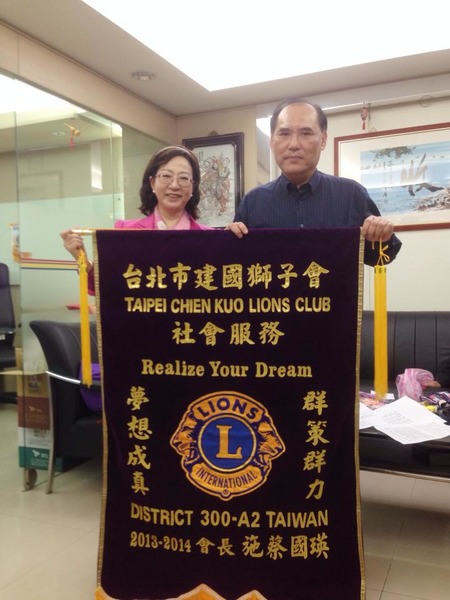 台北市建國獅子會
TAIPEI CHIEN KUO LIONS CLUB
社會服務
Realize Your Dream
夢想成真
群策群力
LIONS
L
INTERNATIONAL
DISTRICT 300-A2 TAIWAN
2013-2014 會長 施蔡國瑛